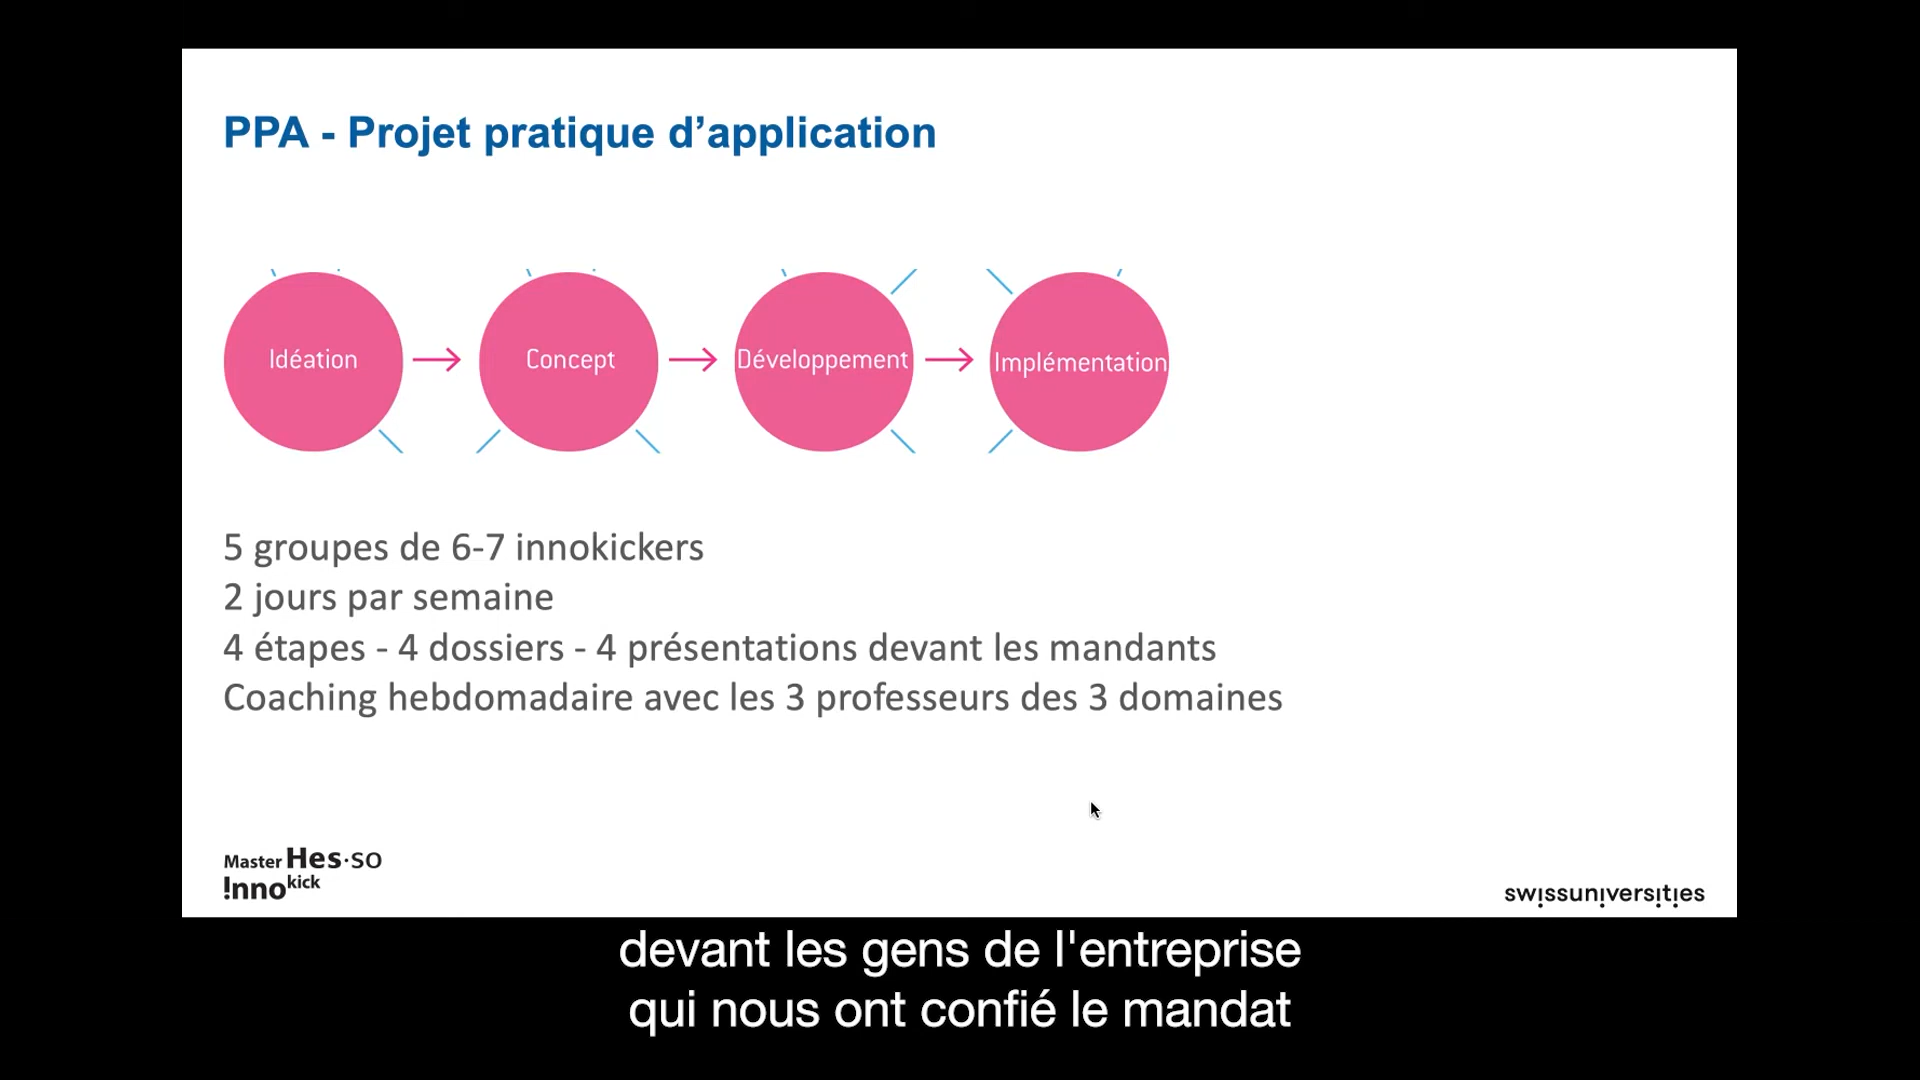 PPA - Projet pratique d’application
Idéation
Concept
Développement
Implémentation
5 groupes de 6-7 innokickers
2 jours par semaine
4 étapes - 4 dossiers - 4 présentations devant les mandants
Coaching hebdomadaire avec les 3 professeurs des 3 domaines
Master Hes·so
!nnokick
swissuniversities
devant les gens de l'entreprise
qui nous ont confié le mandat